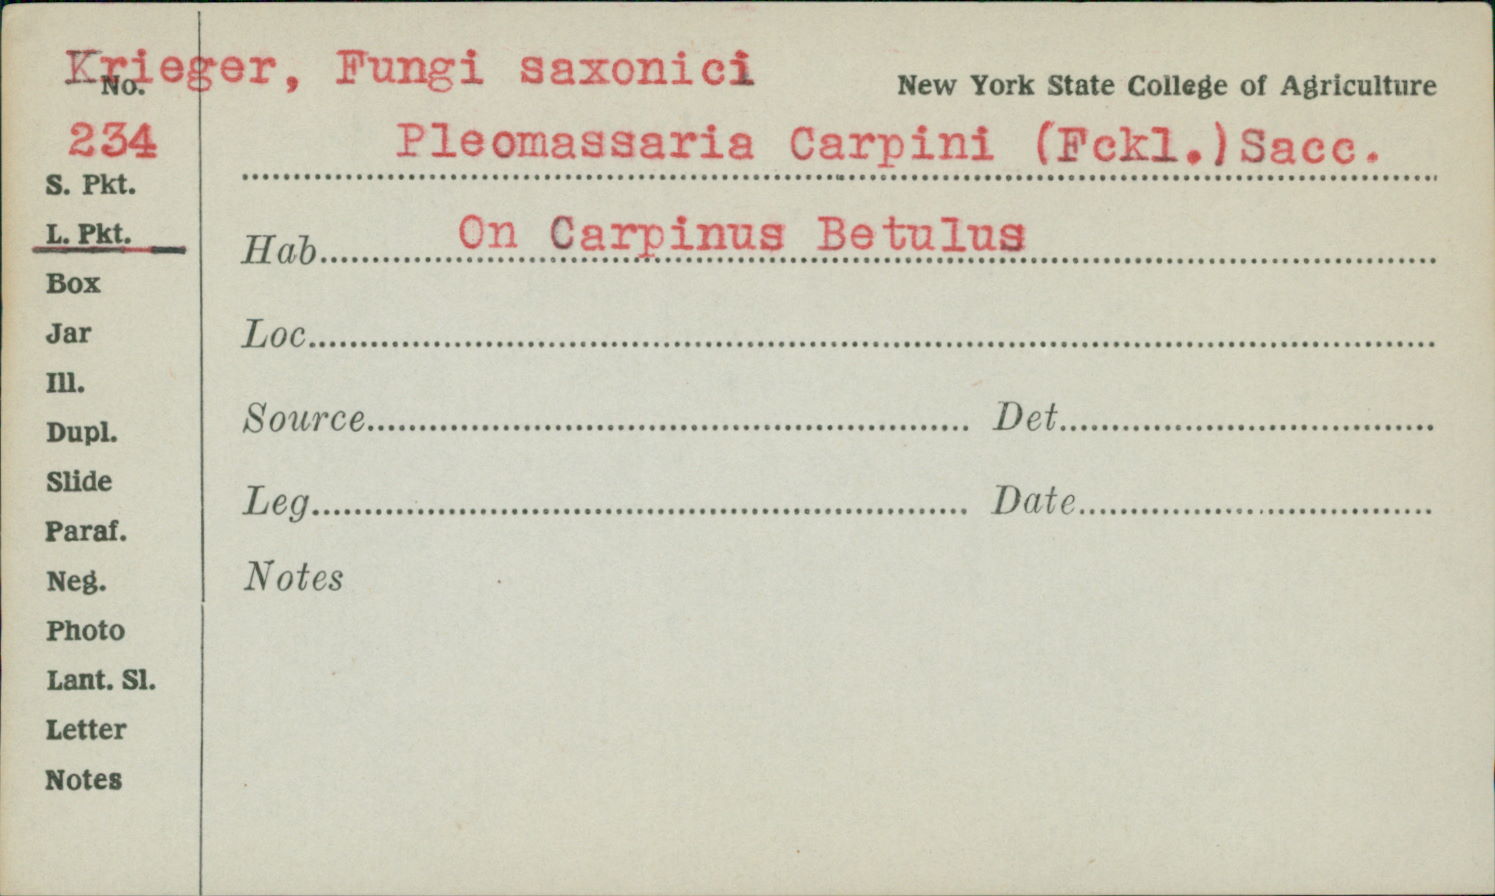 Krieger, Fungi saxonici
No.
New York State College of Agriculture
234
Pleomassaria Carpini (Fckl.)Sacc.
S. Pkt.
L. Pkt.
Hab. On Carpinus Betulus
Box
Jar
Loc.
Ill.
Dupl.
Source Det.
Slide
Leg. Date
Paraf.
Neg.
Notes
Photo
Lant. Sl.
Letter
Notes